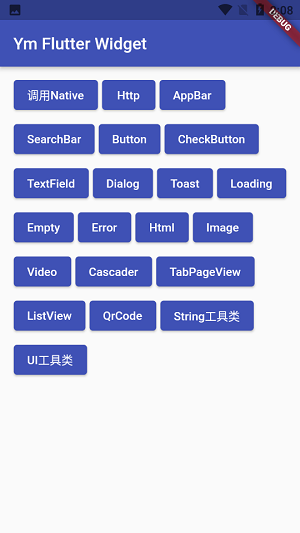 DEBUG
Ym Flutter Widget
调用Native Http AppBar
SearchBar Button CheckButton
TextField Dialog Toast Loading
Empty Error Html Image
Video Cascader TabPageView
ListView QrCode String工具类
UI工具类